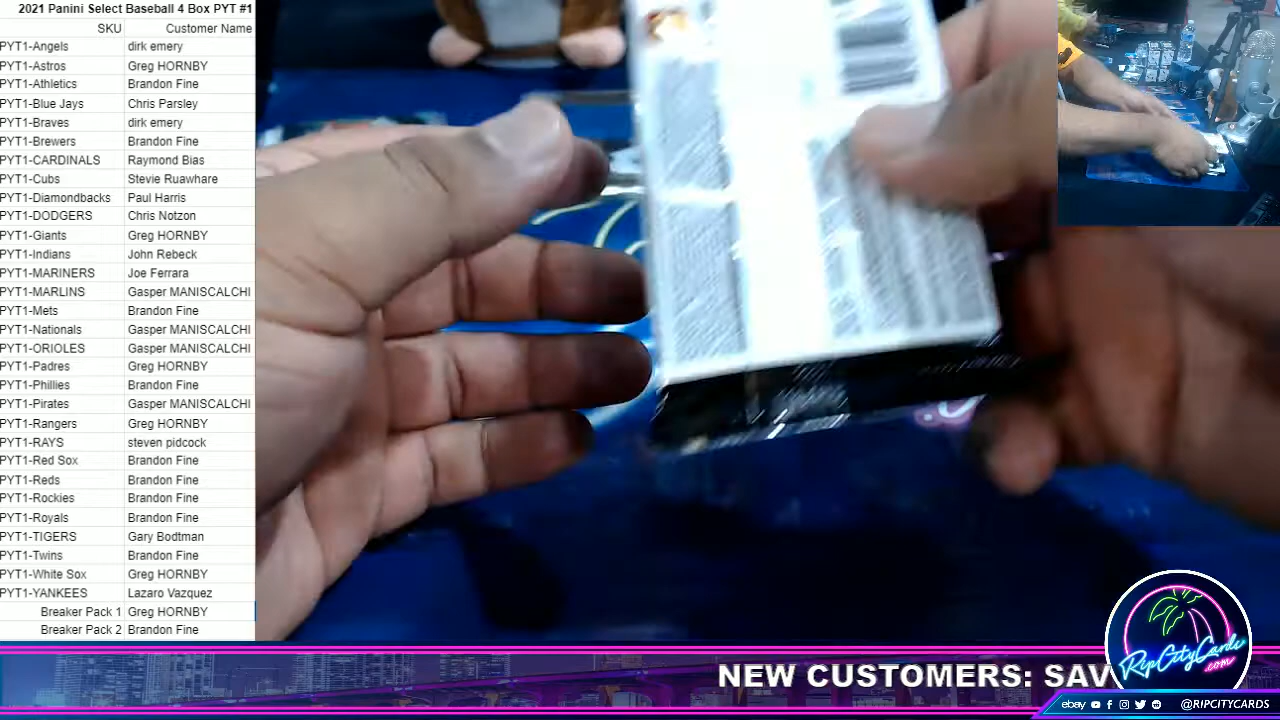 2021 Panini Select Baseball 4 Box PYT #1
SKU Customer Name
PYT1-Angels dirk emery
PYT1-Astros Greg HORNBY
PYT1-Athletics Brandon Fine
PYT1-Blue Jays Chris Parsley
PYT1-Braves dirk emery
PYT1-Brewers Brandon Fine
PYT1-CARDINALS Raymond Bias
PYT1-Cubs Stevie Ruawhare
PYT1-Diamondbacks Paul Harris
PYT1-DODGERS Chris Notzon
PYT1-Giants Greg HORNBY
PYT1-Indians John Rebeck
PYT1-MARINERS Joe Ferrara
PYT1-MARLINS Gasper MANISCALCHI
PYT1-Mets Brandon Fine
PYT1-Nationals Gasper MANISCALCHI
PYT1-ORIOLES Gasper MANISCALCHI
PYT1-Padres Greg HORNBY
PYT1-Phillies Brandon Fine
PYT1-Pirates Gasper MANISCALCHI
PYT1-Rangers Greg HORNBY
PYT1-RAYS steven pidcock
PYT1-Red Sox Brandon Fine
PYT1-Reds Brandon Fine
PYT1-Rockies Brandon Fine
PYT1-Royals Brandon Fine
PYT1-TIGERS Gary Bodtman
PYT1-Twins Brandon Fine
PYT1-White Sox Greg HORNBY
PYT1-YANKEES Lazaro Vazquez
Breaker Pack 1 Greg HORNBY
Breaker Pack 2 Brandon Fine
NEW CUSTOMERS: SAV
RipCityCards
.com
ebay @RIPCITYCARDS